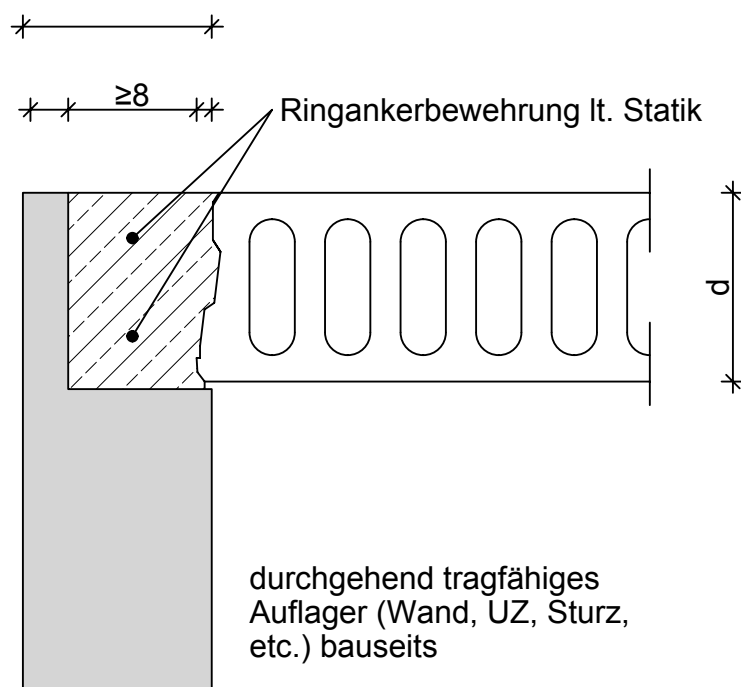 ≥8
Ringankerbewehrung lt. Statik
d
durchgehend tragfähiges
Auflager (Wand, UZ, Sturz,
etc.) bauseits